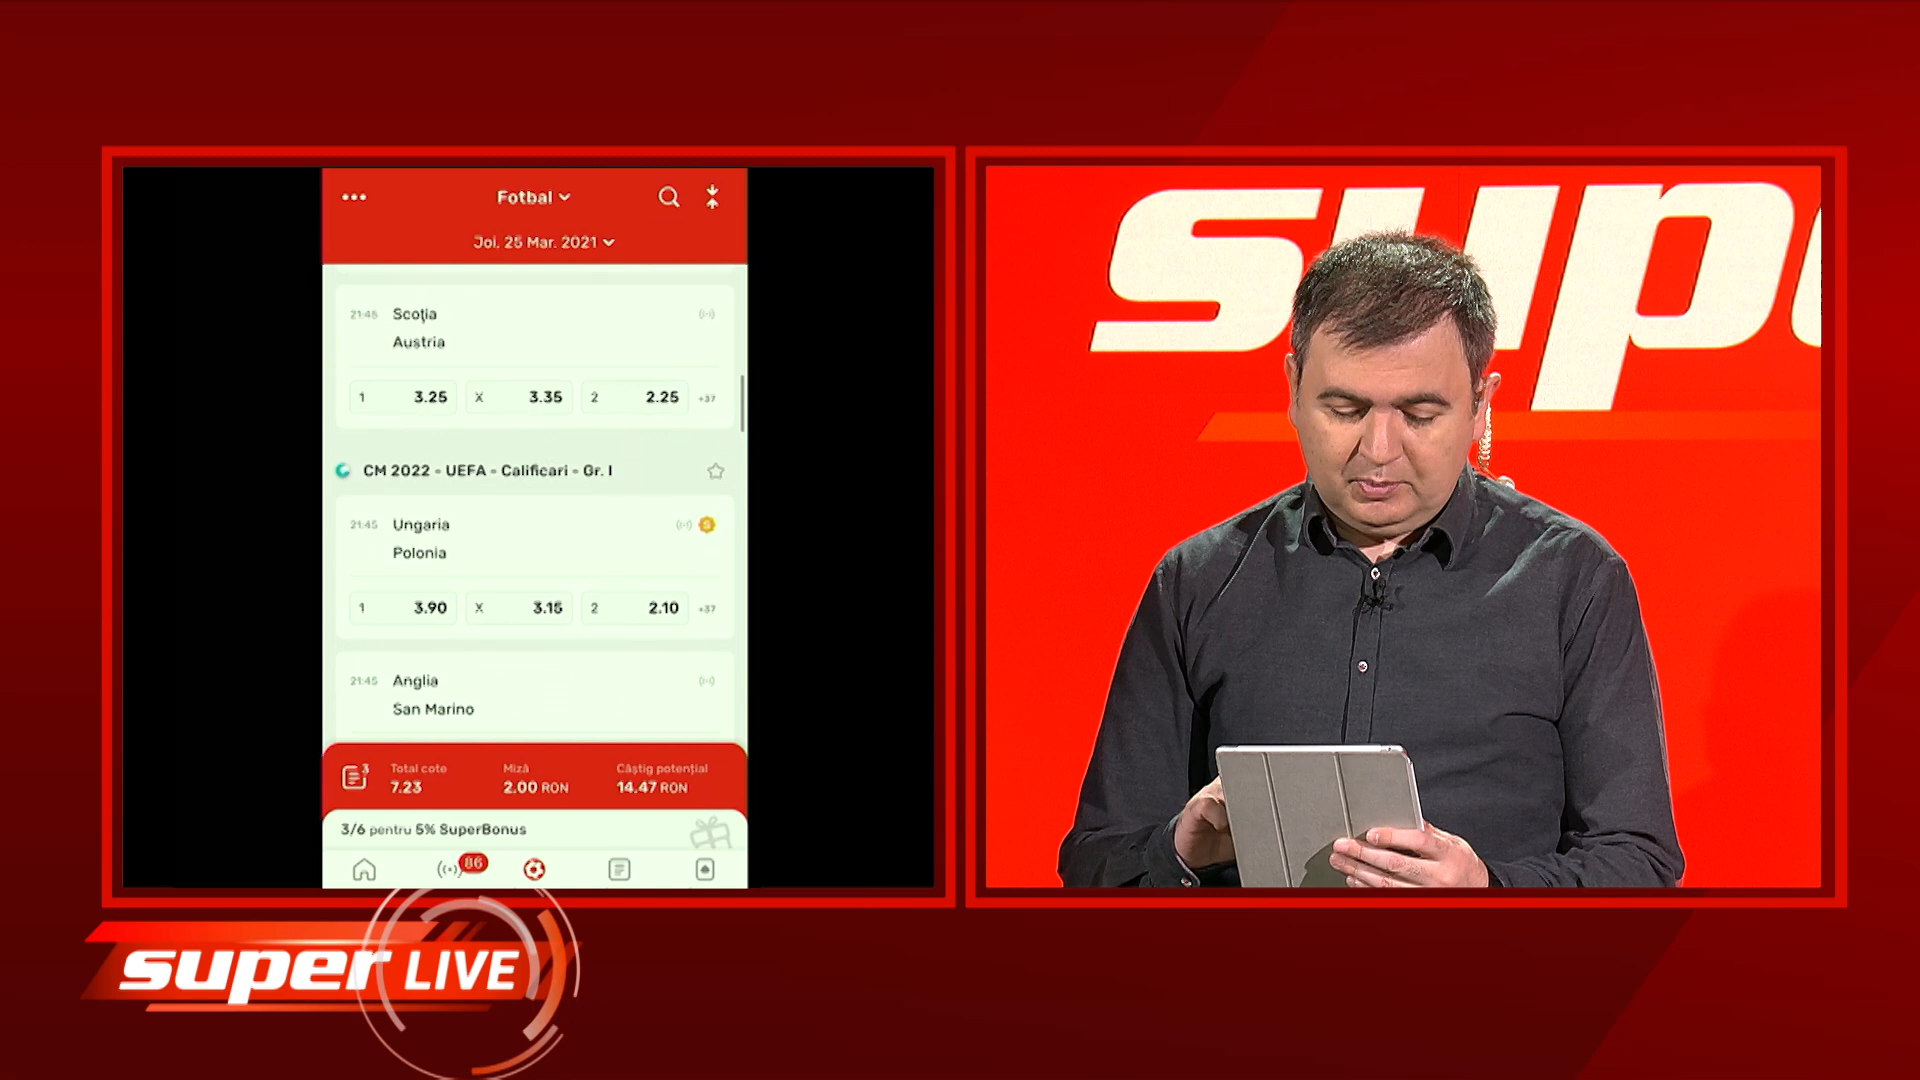 Fotbal
Joi, 25 Mar. 2021
21:45 Scoția
Austria
1 3.25 X 3.35 2 2.25 +37
CM 2022 - UEFA - Calificari - Gr. I
21:45 Ungaria
S
Polonia
1 3.90 X 3.15 2 2.10 +37
21:45 Anglia
San Marino
3
Total cote Miză Câștig potențial
7.23 2.00 RON 14.47 RON
3/6 pentru 5% SuperBonus
86
supe
super LIVE